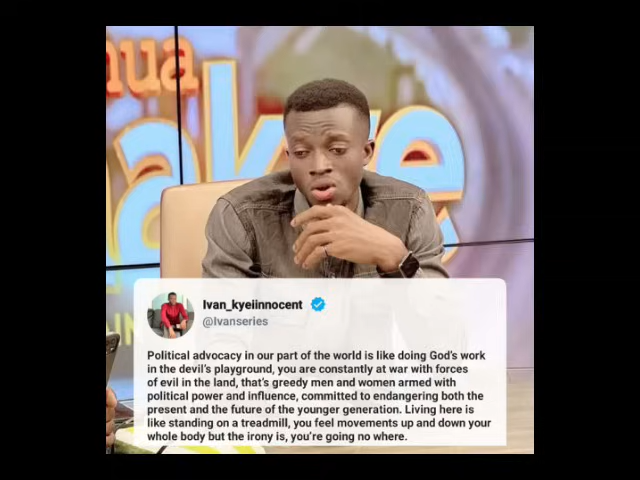 nua
ake
Ivan_kyeiinnocent
@Ivanseries
Political advocacy in our part of the world is like doing God's work
in the devil's playground, you are constantly at war with forces
of evil in the land, that's greedy men and women armed with
political power and influence, committed to endangering both the
present and the future of the younger generation. Living here is
like standing on a treadmill, you feel movements up and down your
whole body but the irony is, you're going no where.